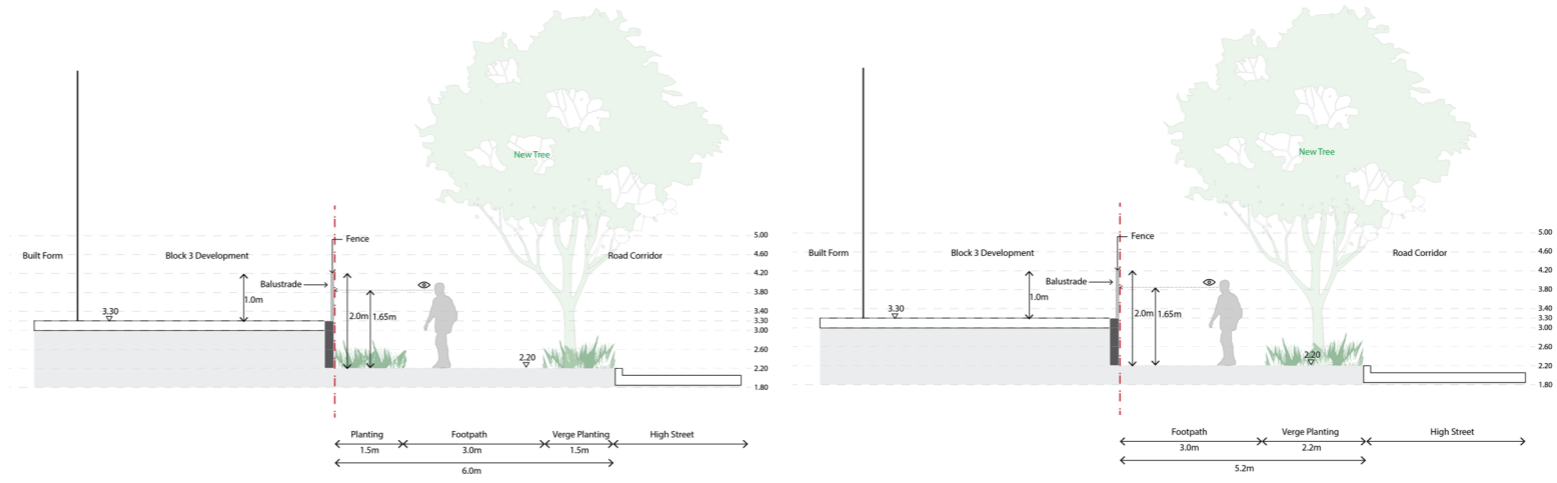 New Tree
Fence
Built Form
Block 3 Development
Road Corridor
Balustrade
1.0m
2.0m
1.65m
3.30
2.20
5.00
4.60
4.20
3.80
3.40
3.30
3.00
2.60
2.20
1.80
Planting
Footpath
Verge Planting
High Street
1.5m
3.0m
1.5m
6.0m
New Tree
Fence
Built Form
Block 3 Development
Road Corridor
Balustrade
1.0m
2.0m
1.65m
3.30
2.20
5.00
4.60
4.20
3.80
3.40
3.30
3.00
2.60
2.20
1.80
Footpath
Verge Planting
High Street
3.0m
2.2m
5.2m